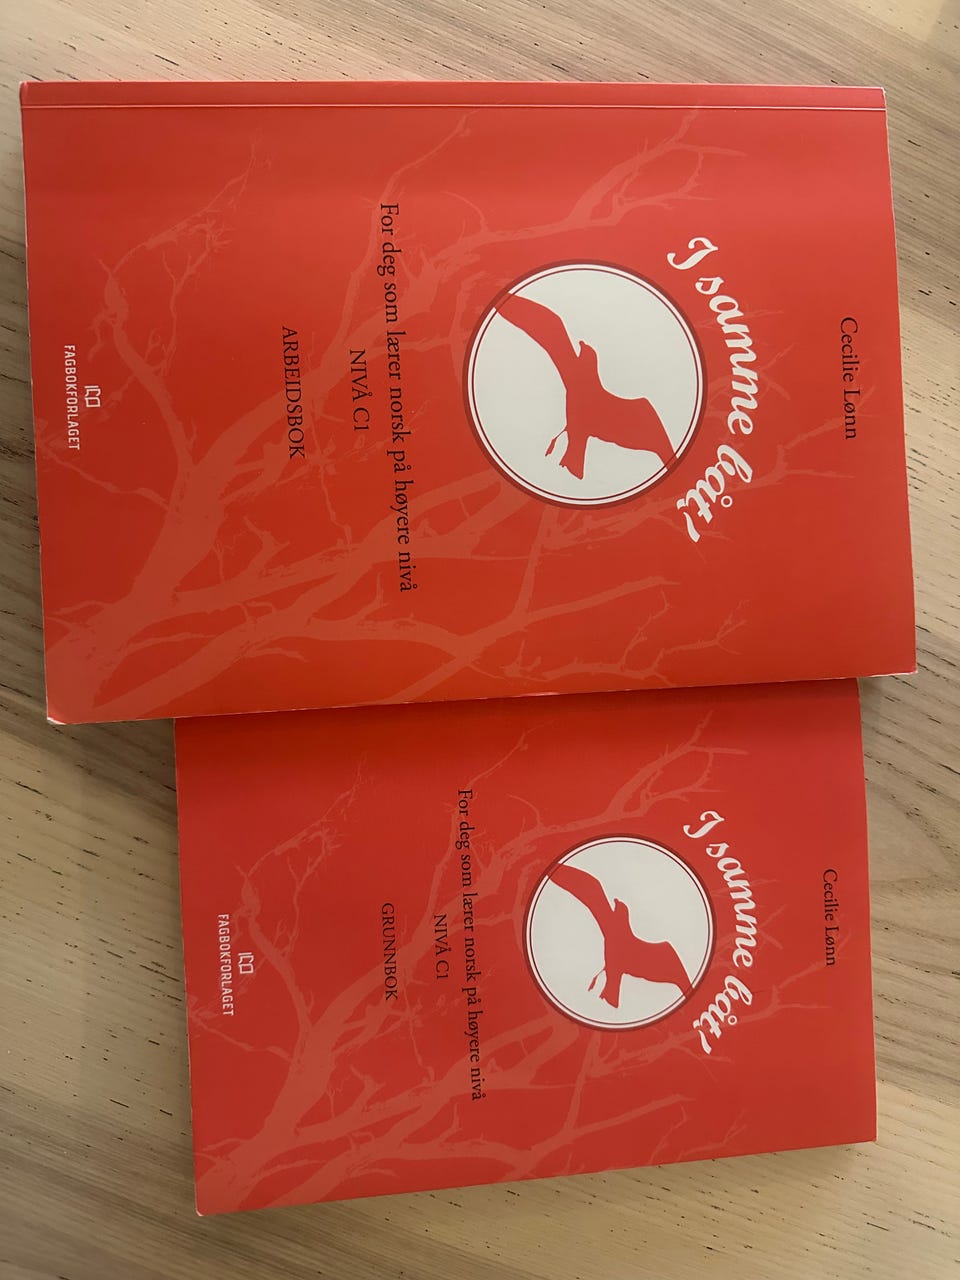 Cecilie Lønn
I samme båt!
For deg som lærer norsk på høyere nivå
NIVÅ C1
ARBEIDSBOK
FAGBOKFORLAGET
Cecilie Lønn
I samme båt!
For deg som lærer norsk på høyere nivå
NIVÅ C1
GRUNNBOK
FAGBOKFORLAGET